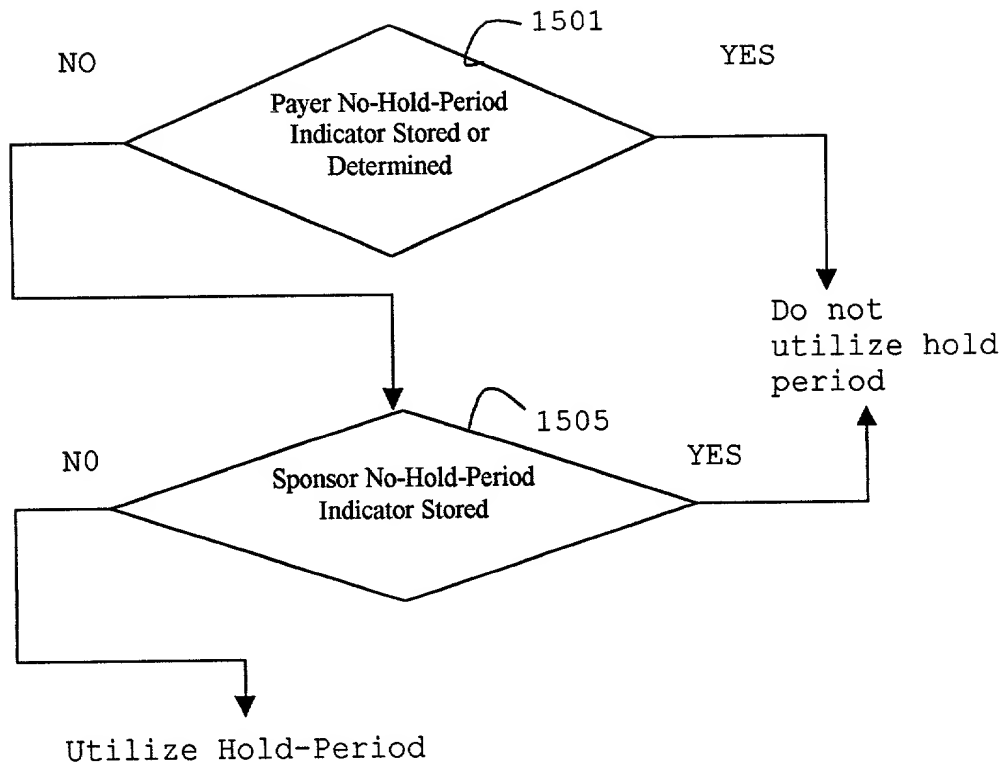 1501
NO
YES
Payer No-Hold-Period
Indicator Stored or
Determined
Do not
utilize hold
period
1505
N0
YES
Sponsor No-Hold-Period
Indicator Stored
Utilize Hold-Period